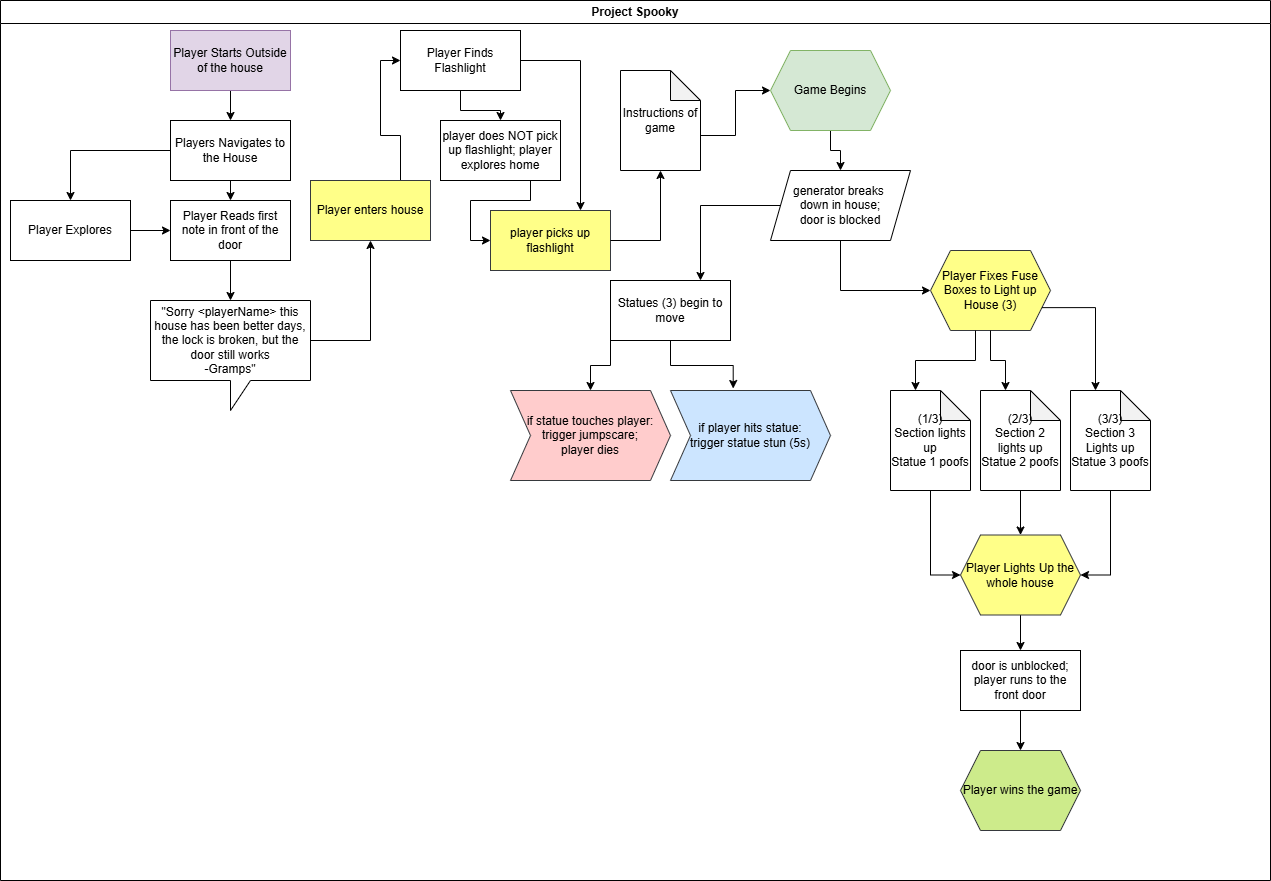 Project Spooky
Player Starts Outside
of the house
Players Navigates to
the House
Player Explores
Player Reads first
note in front of the
door
"Sorry <playerName> this
house has been better days,
the lock is broken, but the
door still works
-Gramps"
Player enters house
Player Finds
Flashlight
player does NOT pick
up flashlight; player
explores home
player picks up
flashlight
Instructions of
game
Game Begins
generator breaks
down in house;
door is blocked
Statues (3) begin to
move
if statue touches player:
trigger jumpscare;
player dies
if player hits statue:
trigger statue stun (5s)
Player Fixes Fuse
Boxes to Light up
House (3)
(1/3)
Section lights
up
Statue 1 poofs
(2/3)
Section 2
lights up
Statue 2 poofs
(3/3)
Section 3
Lights up
Statue 3 poofs
Player Lights Up the
whole house
door is unblocked;
player runs to the
front door
Player wins the game